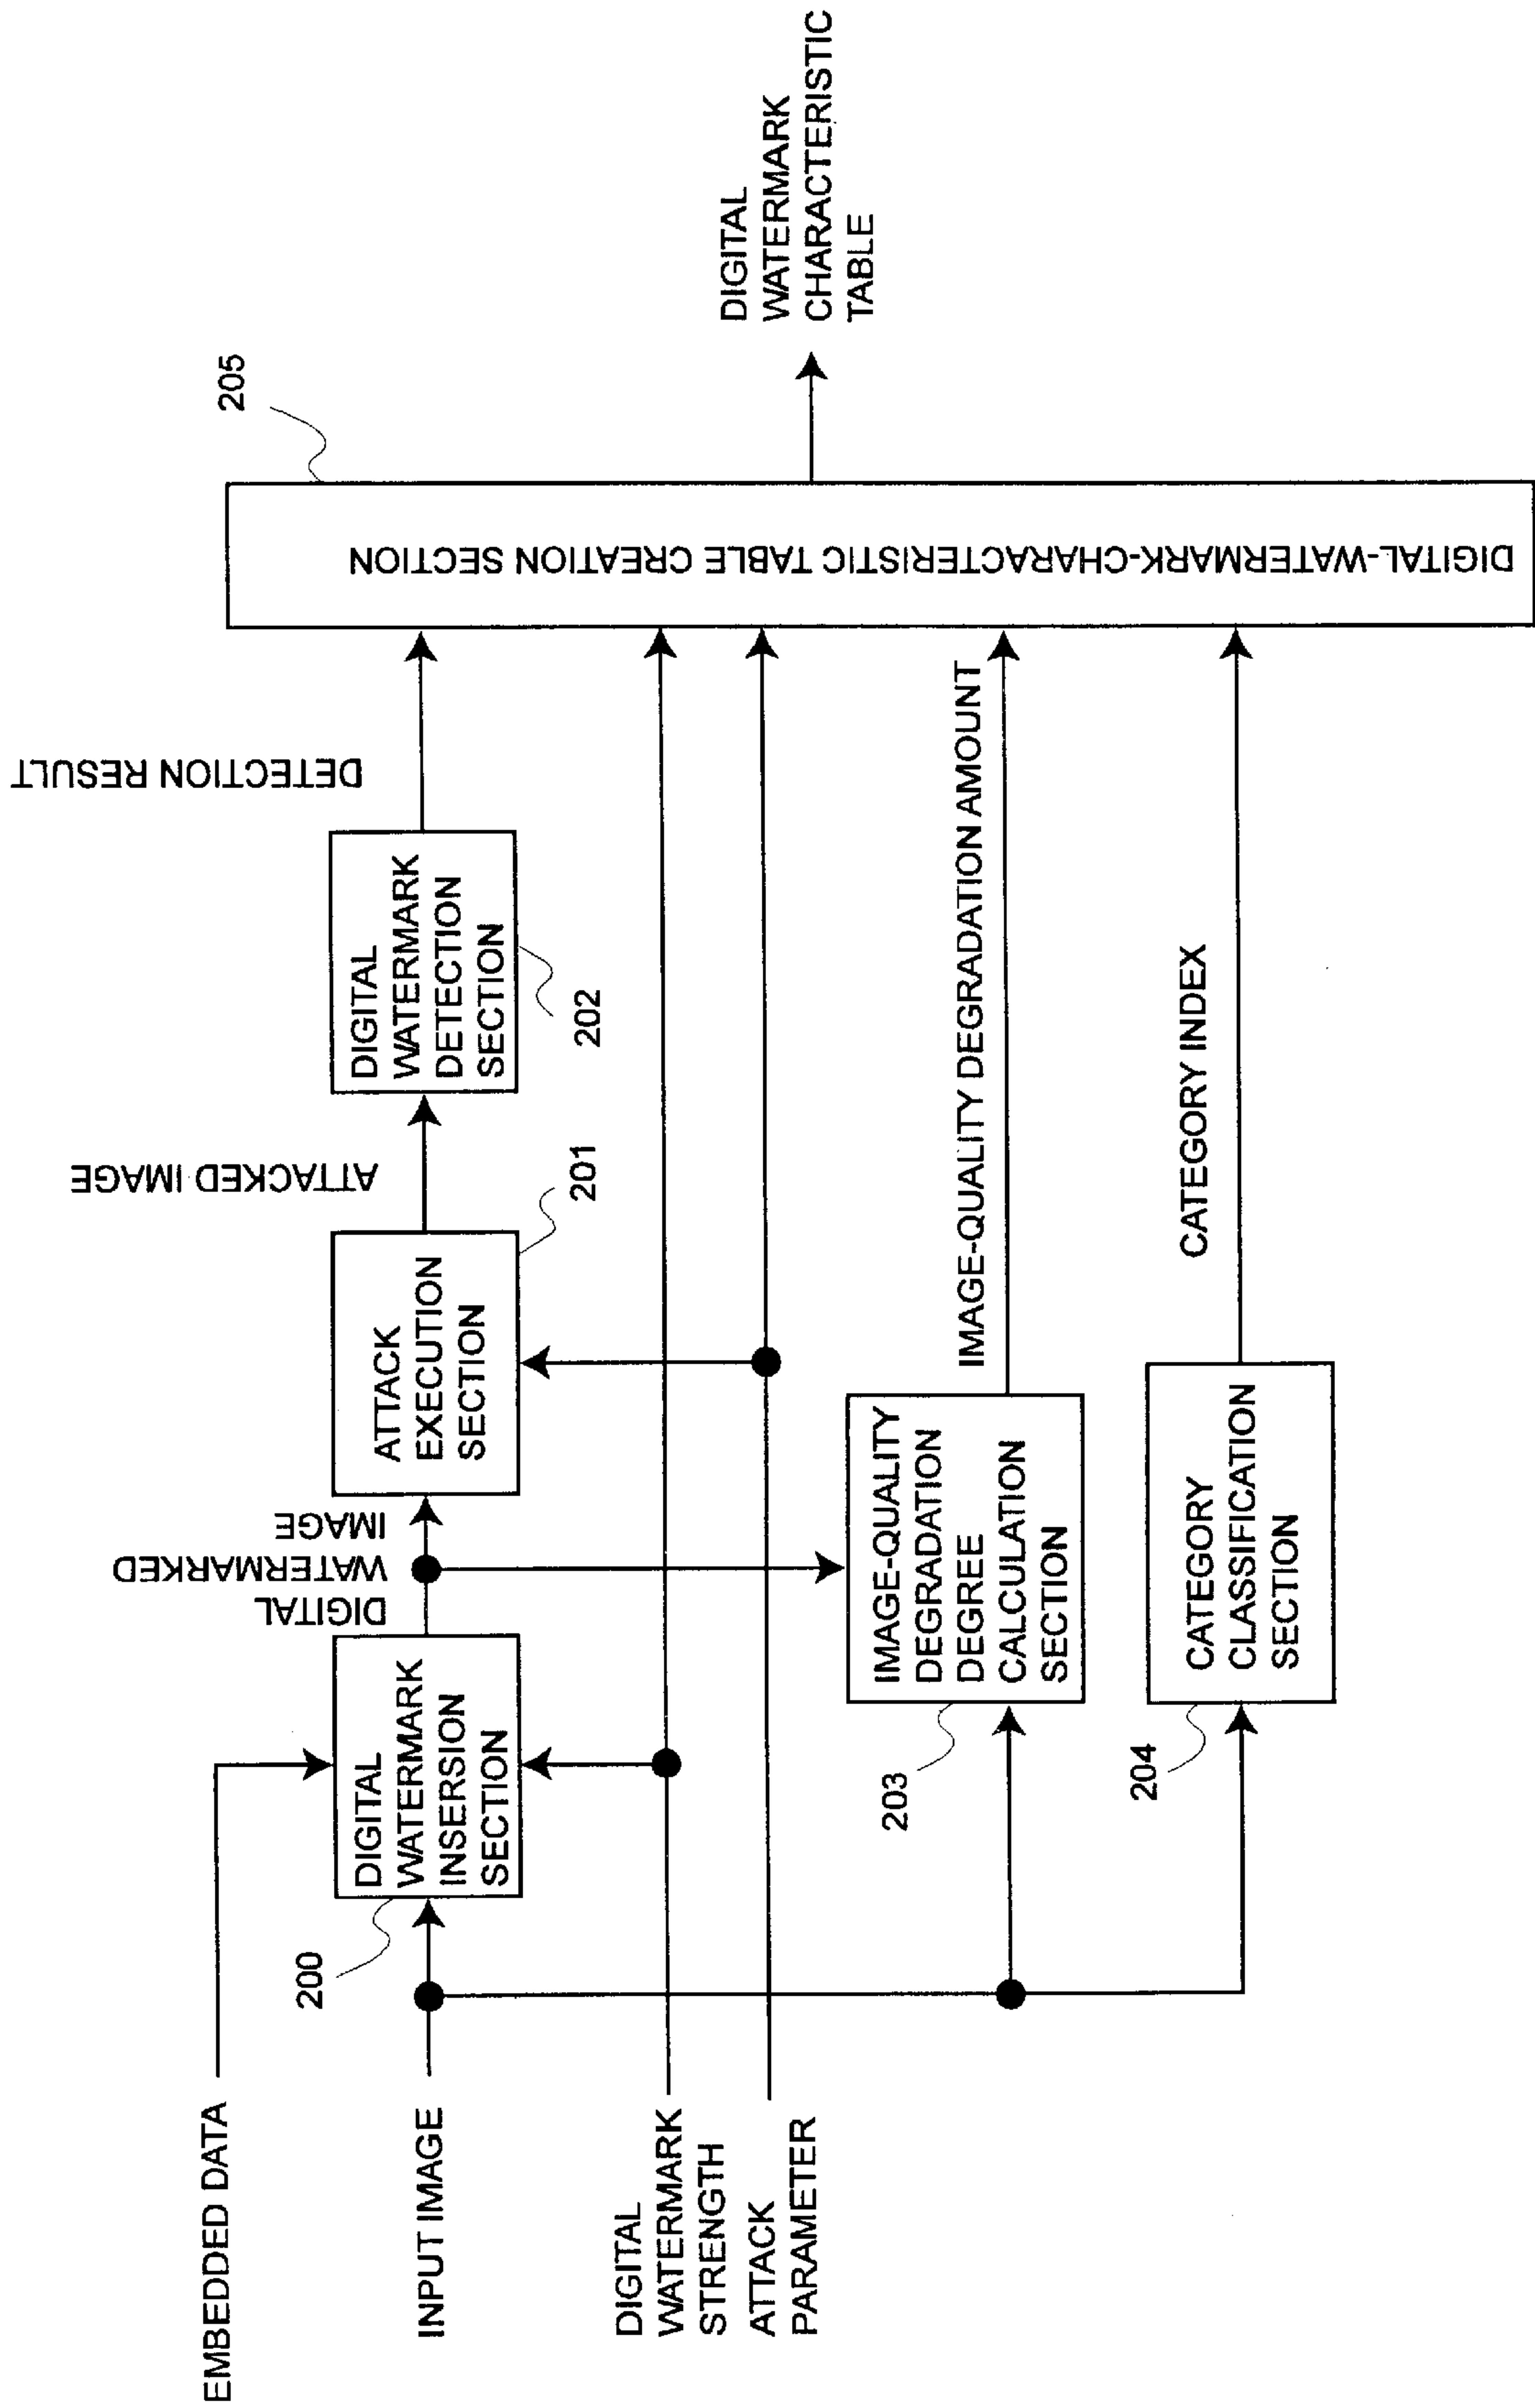 EMBEDDED DATA
INPUT IMAGE
DIGITAL
WATERMARK
STRENGTH
ATTACK
PARAMETER
200
DIGITAL
WATERMARK
INSERSION
SECTION
DIGITAL
WATERMARKED
IMAGE
ATTACK
EXECUTION
SECTION
201
ATTACKED IMAGE
DIGITAL
WATERMARK
DETECTION
SECTION
202
DETECTION RESULT
203
IMAGE-QUALITY
DEGRADATION
DEGREE
CALCULATION
SECTION
IMAGE-QUALITY DEGRADATION AMOUNT
204
CATEGORY
CLASSIFICATION
SECTION
CATEGORY INDEX
205
DIGITAL-WATERMARK-CHARACTERISTIC TABLE CREATION SECTION
DIGITAL
WATERMARK
CHARACTERISTIC
TABLE